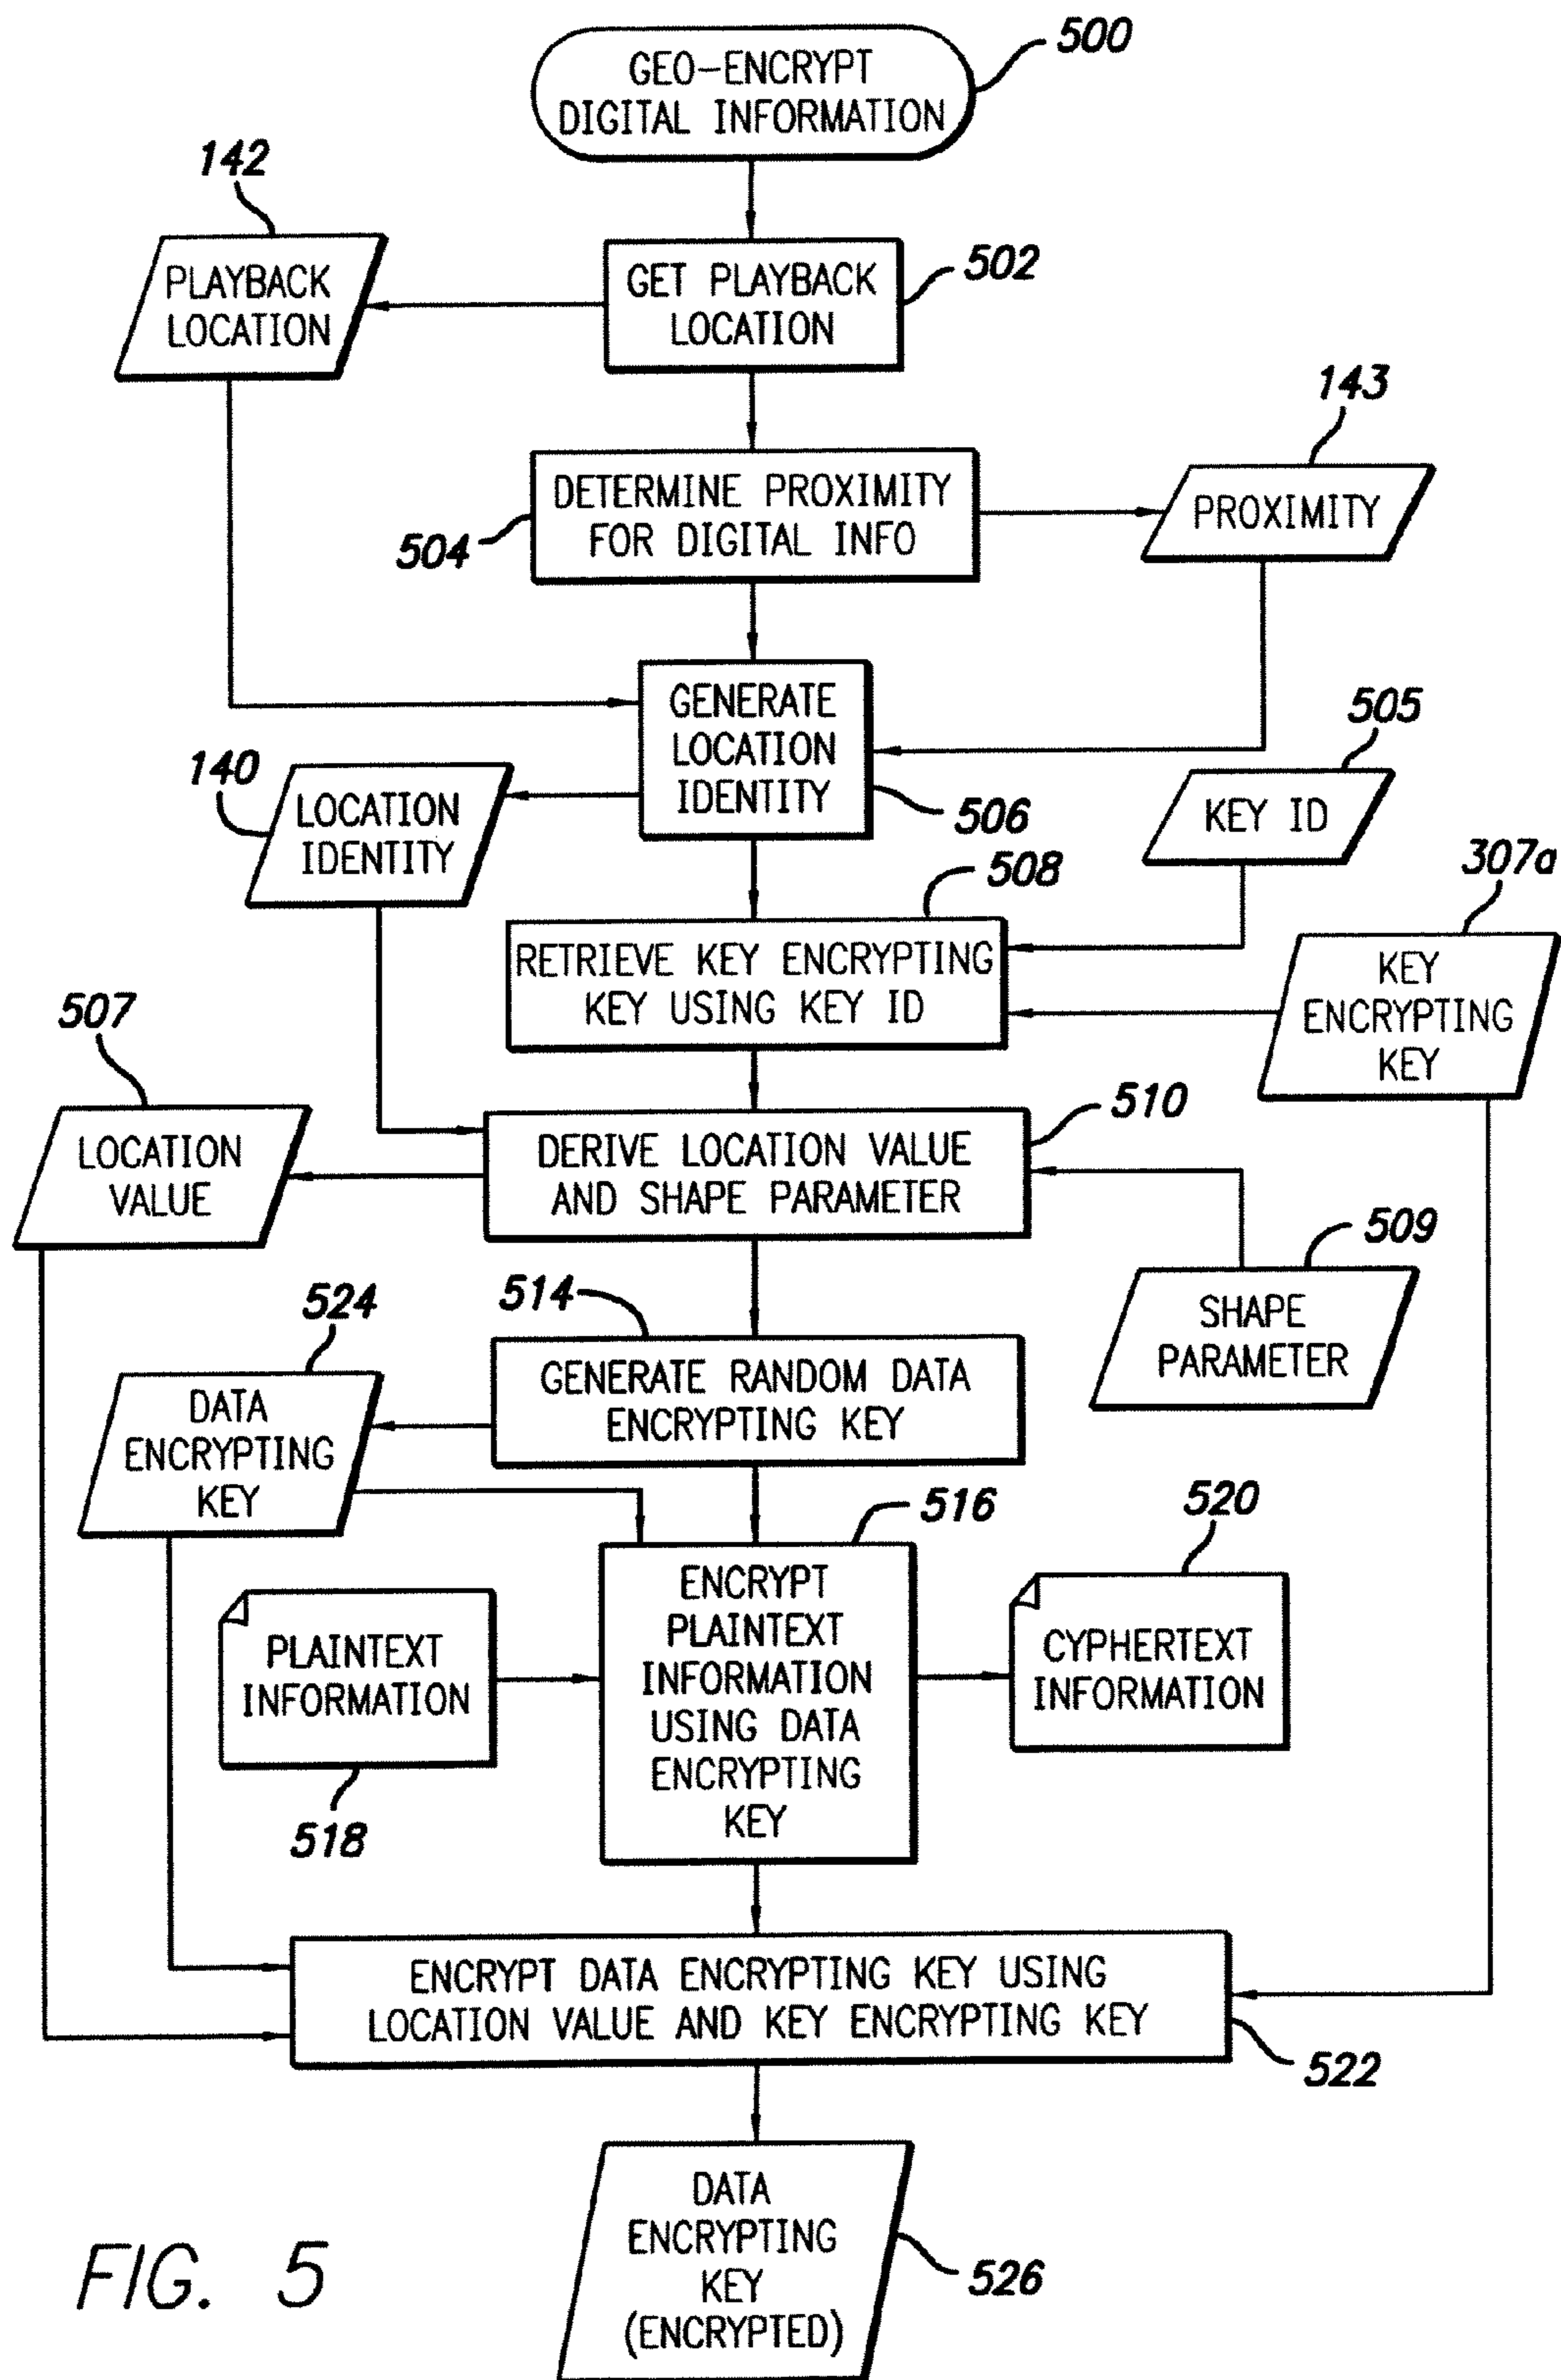 GEO-ENCRYPT
DIGITAL INFORMATION
500
142
PLAYBACK
LOCATION
GET PLAYBACK
LOCATION
502
143
DETERMINE PROXIMITY
FOR DIGITAL INFO
504
PROXIMITY
GENERATE
LOCATION
IDENTITY
506
505
KEY ID
140
LOCATION
IDENTITY
508
307a
RETRIEVE KEY ENCRYPTING
KEY USING KEY ID
KEY
ENCRYPTING
KEY
507
LOCATION
VALUE
510
DERIVE LOCATION VALUE
AND SHAPE PARAMETER
509
SHAPE
PARAMETER
524
514
DATA
ENCRYPTING
KEY
GENERATE RANDOM DATA
ENCRYPTING KEY
516
520
PLAINTEXT
INFORMATION
518
ENCRYPT
PLAINTEXT
INFORMATION
USING DATA
ENCRYPTING
KEY
CYPHERTEXT
INFORMATION
ENCRYPT DATA ENCRYPTING KEY USING
LOCATION VALUE AND KEY ENCRYPTING KEY
522
DATA
ENCRYPTING
KEY
(ENCRYPTED)
526
FIG. 5